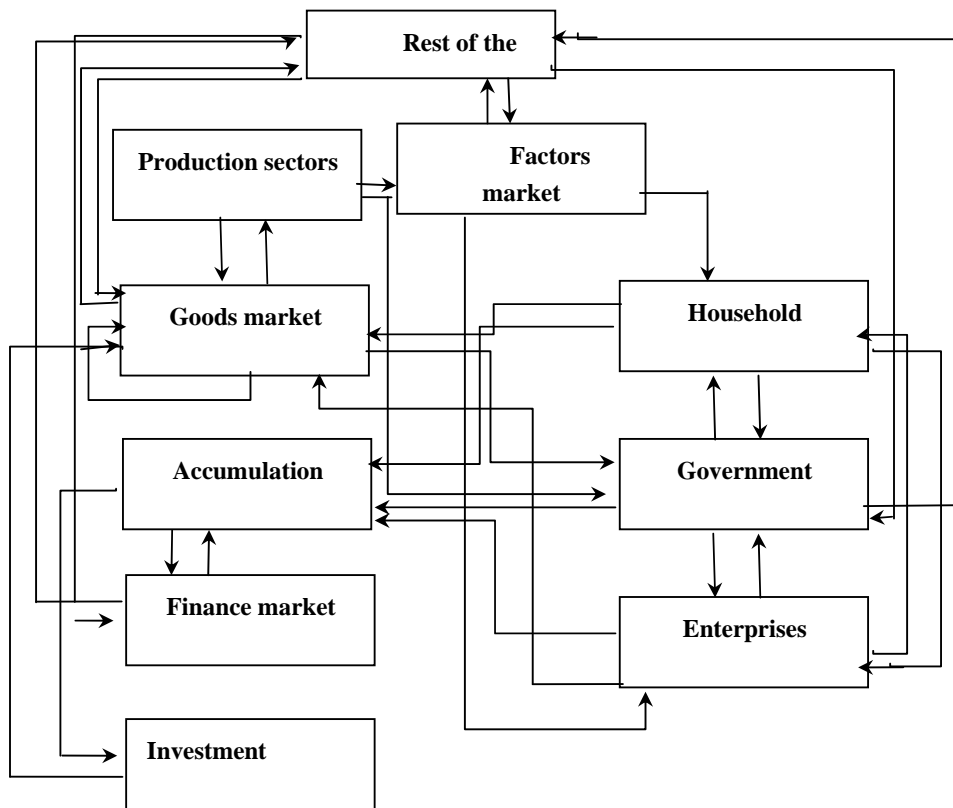 Rest of the
Production sectors
Factors
market
Goods market
Household
Accumulation
Government
Finance market
Enterprises
Investment